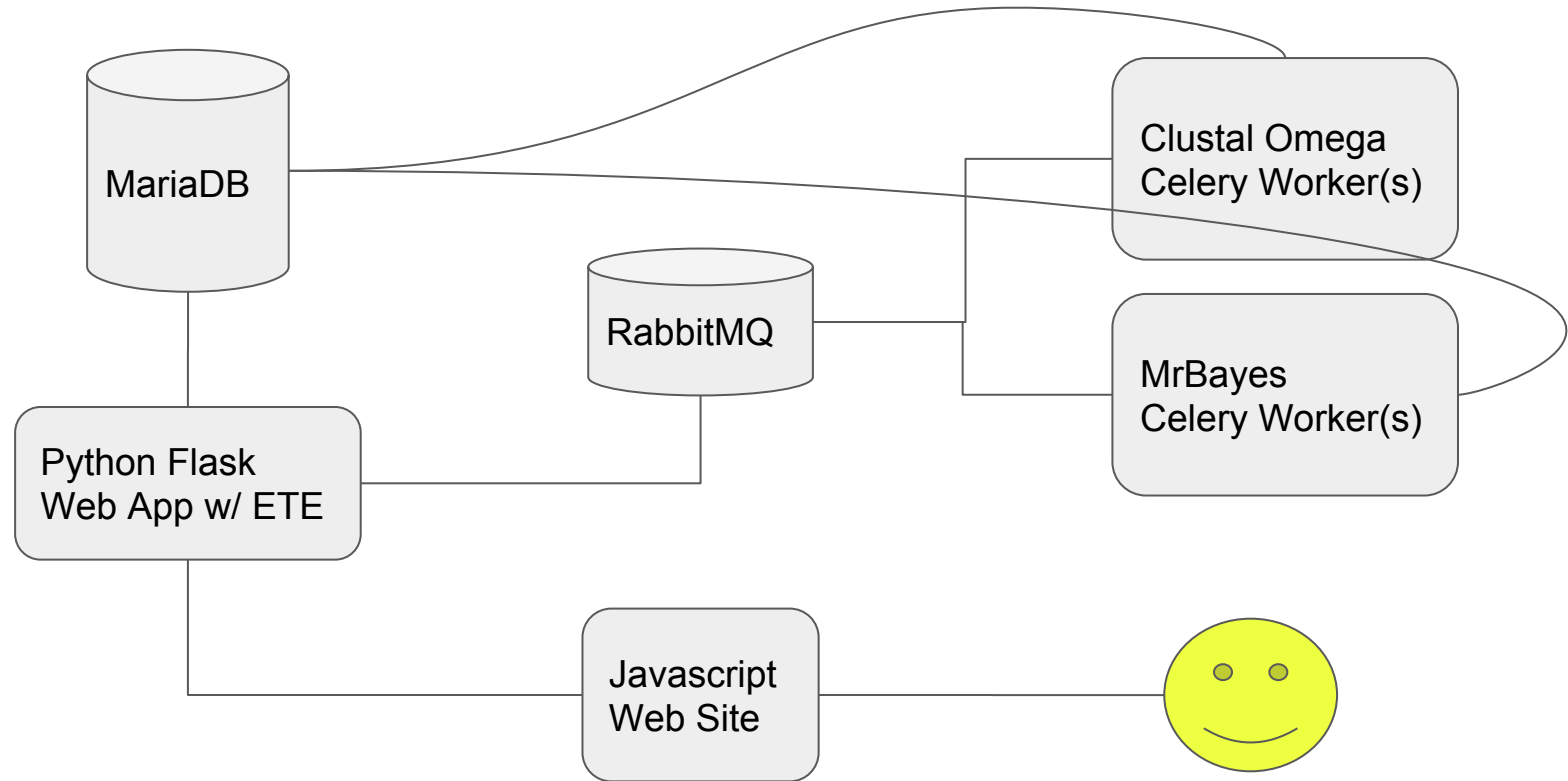 MariaDB
Clustal Omega
Celery Worker(s)
RabbitMQ
MrBayes
Celery Worker(s)
Python Flask
Web App w/ ETE
Javascript
Web Site